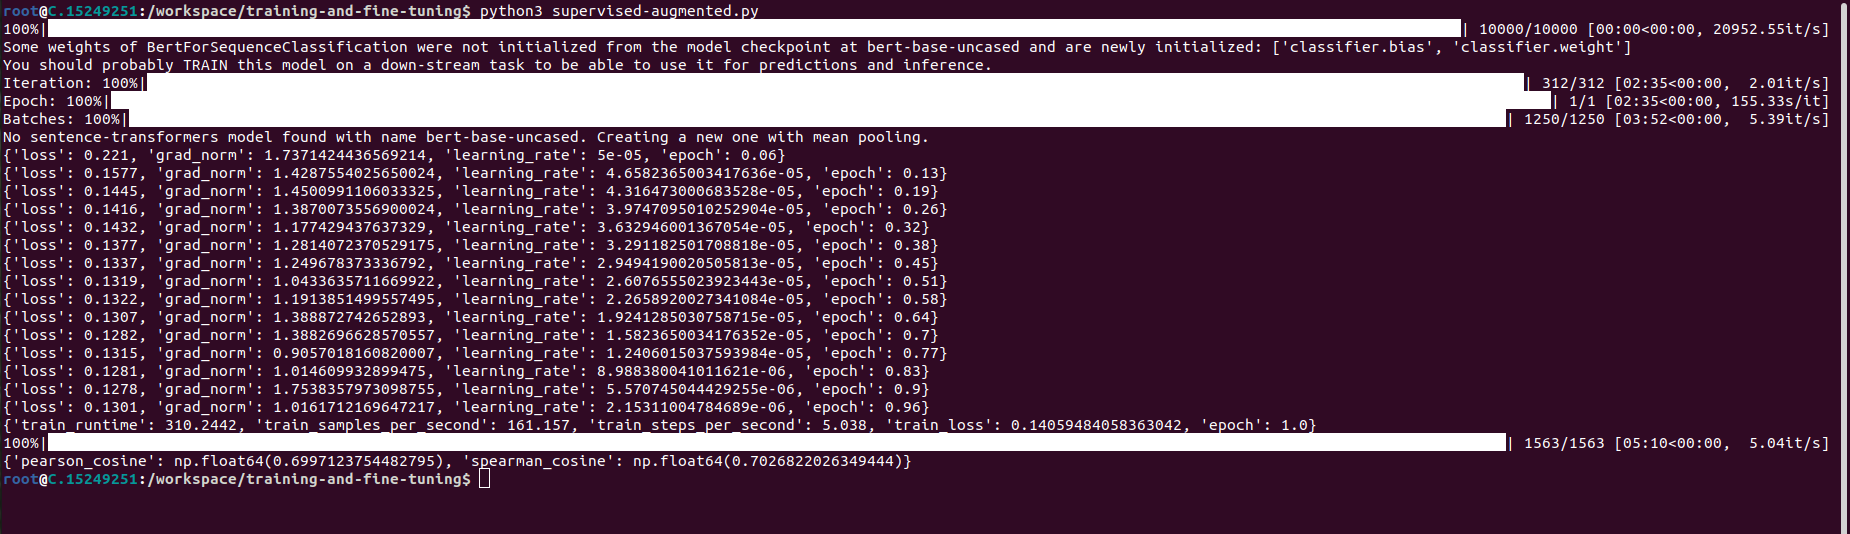 root@C.15249251:/workspace/training-and-fine-tuning$ python3 supervised-augmented.py
100%| | 10000/10000 [00:00<00:00, 20952.55it/s]
Some weights of BertForSequenceClassification were not initialized from the model checkpoint at bert-base-uncased and are newly initialized: ['classifier.bias', 'classifier.weight']
You should probably TRAIN this model on a down-stream task to be able to use it for predictions and inference.
Iteration: 100%| | 312/312 [02:35<00:00, 2.01it/s]
Epoch: 100%| | 1/1 [02:35<00:00, 155.33s/it]
Batches: 100%| | 1250/1250 [03:52<00:00, 5.39it/s]
No sentence-transformers model found with name bert-base-uncased. Creating a new one with mean pooling.
{'loss': 0.221, 'grad_norm': 1.7371424436569214, 'learning_rate': 5e-05, 'epoch': 0.06}
{'loss': 0.1577, 'grad_norm': 1.4287554025650024, 'learning_rate': 4.6582365003417636e-05, 'epoch': 0.13}
{'loss': 0.1445, 'grad_norm': 1.4500991106033325, 'learning_rate': 4.316473000683528e-05, 'epoch': 0.19}
{'loss': 0.1416, 'grad_norm': 1.3870073556900024, 'learning_rate': 3.9747095010252904e-05, 'epoch': 0.26}
{'loss': 0.1432, 'grad_norm': 1.177429437637329, 'learning_rate': 3.632946001367054e-05, 'epoch': 0.32}
{'loss': 0.1377, 'grad_norm': 1.2814072370529175, 'learning_rate': 3.291182501708818e-05, 'epoch': 0.38}
{'loss': 0.1337, 'grad_norm': 1.249678373336792, 'learning_rate': 2.9494190020505813e-05, 'epoch': 0.45}
{'loss': 0.1319, 'grad_norm': 1.0433635711669922, 'learning_rate': 2.6076555023923443e-05, 'epoch': 0.51}
{'loss': 0.1322, 'grad_norm': 1.1913851499557495, 'learning_rate': 2.2658920027341084e-05, 'epoch': 0.58}
{'loss': 0.1307, 'grad_norm': 1.388872742652893, 'learning_rate': 1.9241285030758715e-05, 'epoch': 0.64}
{'loss': 0.1282, 'grad_norm': 1.3882696628570557, 'learning_rate': 1.5823650034176352e-05, 'epoch': 0.7}
{'loss': 0.1315, 'grad_norm': 0.9057018160820007, 'learning_rate': 1.2406015037593984e-05, 'epoch': 0.77}
{'loss': 0.1281, 'grad_norm': 1.014609932899475, 'learning_rate': 8.988380041011621e-06, 'epoch': 0.83}
{'loss': 0.1278, 'grad_norm': 1.7538357973098755, 'learning_rate': 5.570745044429255e-06, 'epoch': 0.9}
{'loss': 0.1301, 'grad_norm': 1.0161712169647217, 'learning_rate': 2.15311004784689e-06, 'epoch': 0.96}
{'train_runtime': 310.2442, 'train_samples_per_second': 161.157, 'train_steps_per_second': 5.038, 'train_loss': 0.14059484058363042, 'epoch': 1.0}
100%| | 1563/1563 [05:10<00:00, 5.04it/s]
{'pearson_cosine': np.float64(0.6997123754482795), 'spearman_cosine': np.float64(0.7026822026349444)}
root@C.15249251:/workspace/training-and-fine-tuning$